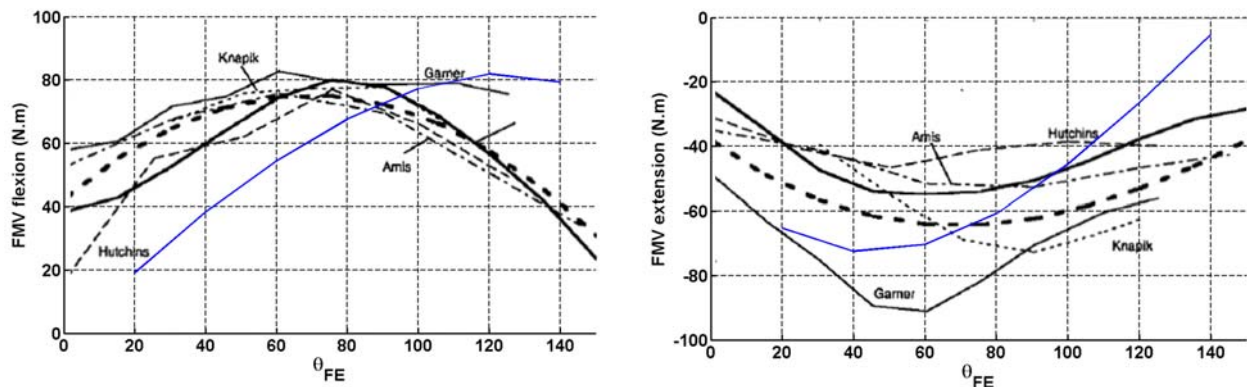 FMV flexion (N.m)
100
80
60
40
20
0
Knapik
Garner
Amis
Hutchins
0 20 40 60 80 100 120 140
θFE
FMV extension (N.m)
-20
-40
-60
-80
-100
Amis
Hutchins
Knapik
Garner
0 20 40 60 80 100 120 140
θFE